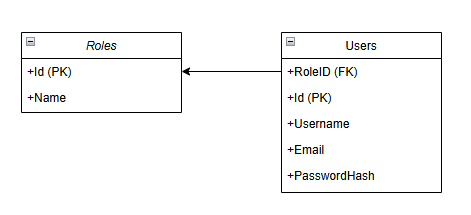 Roles
+Id (PK)
+Name
Users
+RoleID (FK)
+Id (PK)
+Username
+Email
+PasswordHash